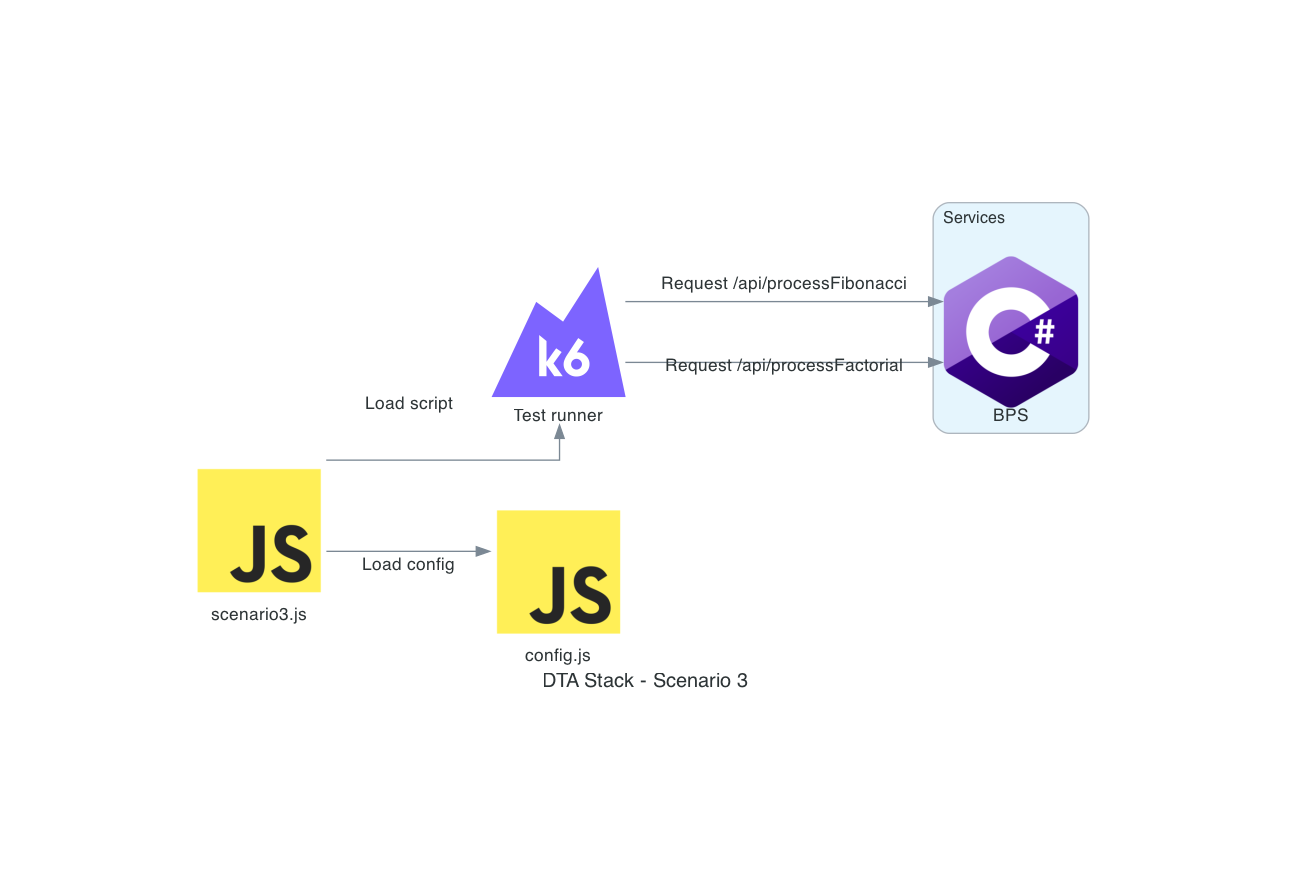 Services
Request /api/processFibonacci
C#
k6
Request /api/processFactorial
Load script
Test runner
BPS
JS
Load config
JS
scenario3.js
config.js
DTA Stack - Scenario 3